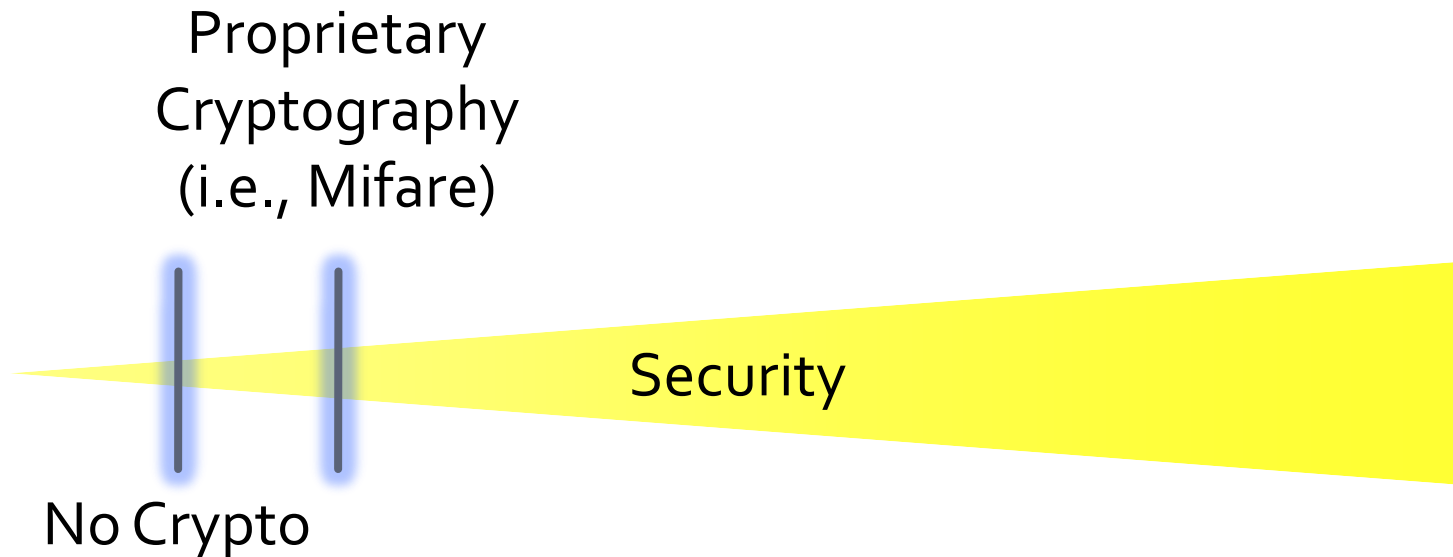 Proprietary
Cryptography
(i.e., Mifare)
Security
No Crypto